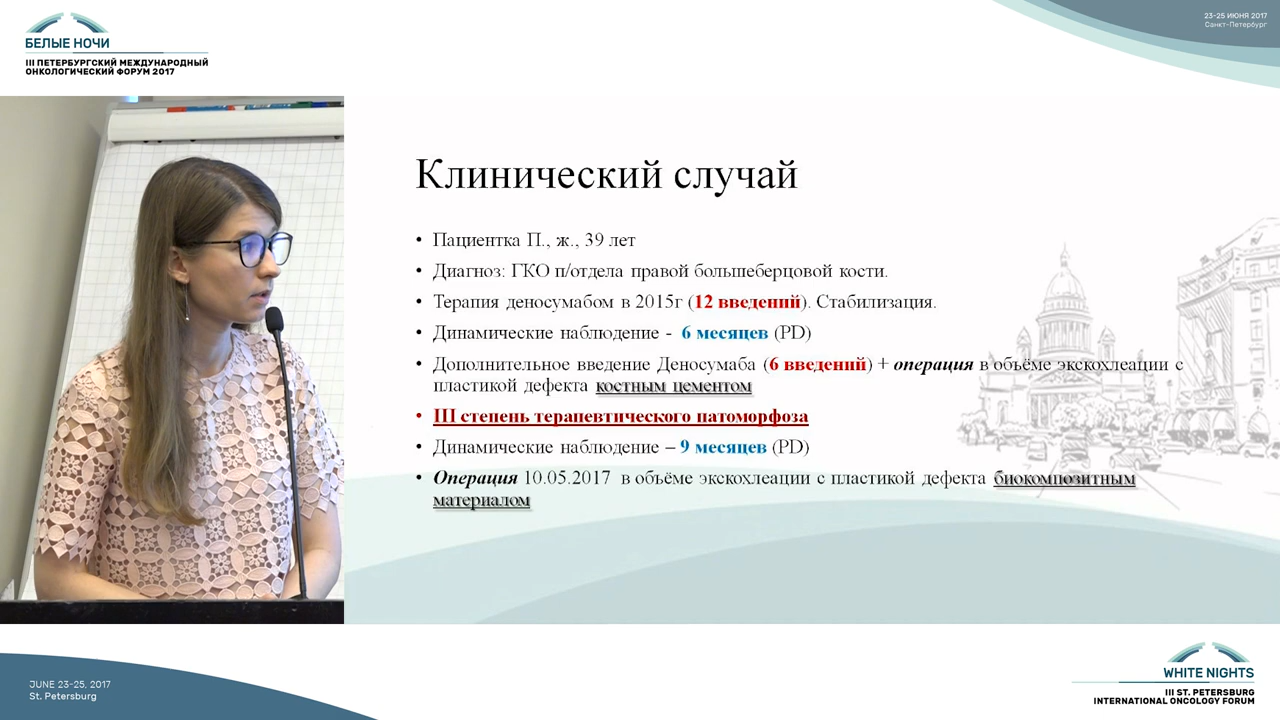 БЕЛЫЕ НОЧИ
III ПЕТЕРБУРГСКИЙ МЕЖДУНАРОДНЫЙ
ОНКОЛОГИЧЕСКИЙ ФОРУМ 2017
23-25 ИЮНЯ 2017
Санкт-Петербург
Клинический случай
• Пациентка П., ж., 39 лет
• Диагноз: ГКО п/отдела правой большеберцовой кости.
• Терапия деносумабом в 2015г (12 введений). Стабилизация.
• Динамические наблюдение - 6 месяцев (PD)
• Дополнительное введение Деносумаба (6 введений) + операция в объёме экскохлеации с
пластикой дефекта костным цементом
• III степень терапевтического патоморфоза
• Динамические наблюдение – 9 месяцев (PD)
• Операция 10.05.2017 в объёме экскохлеации с пластикой дефекта биокомпозитным
материалом
JUNE 23-25, 2017
St. Petersburg
WHITE NIGHTS
III ST. PETERSBURG
INTERNATIONAL ONCOLOGY FORUM